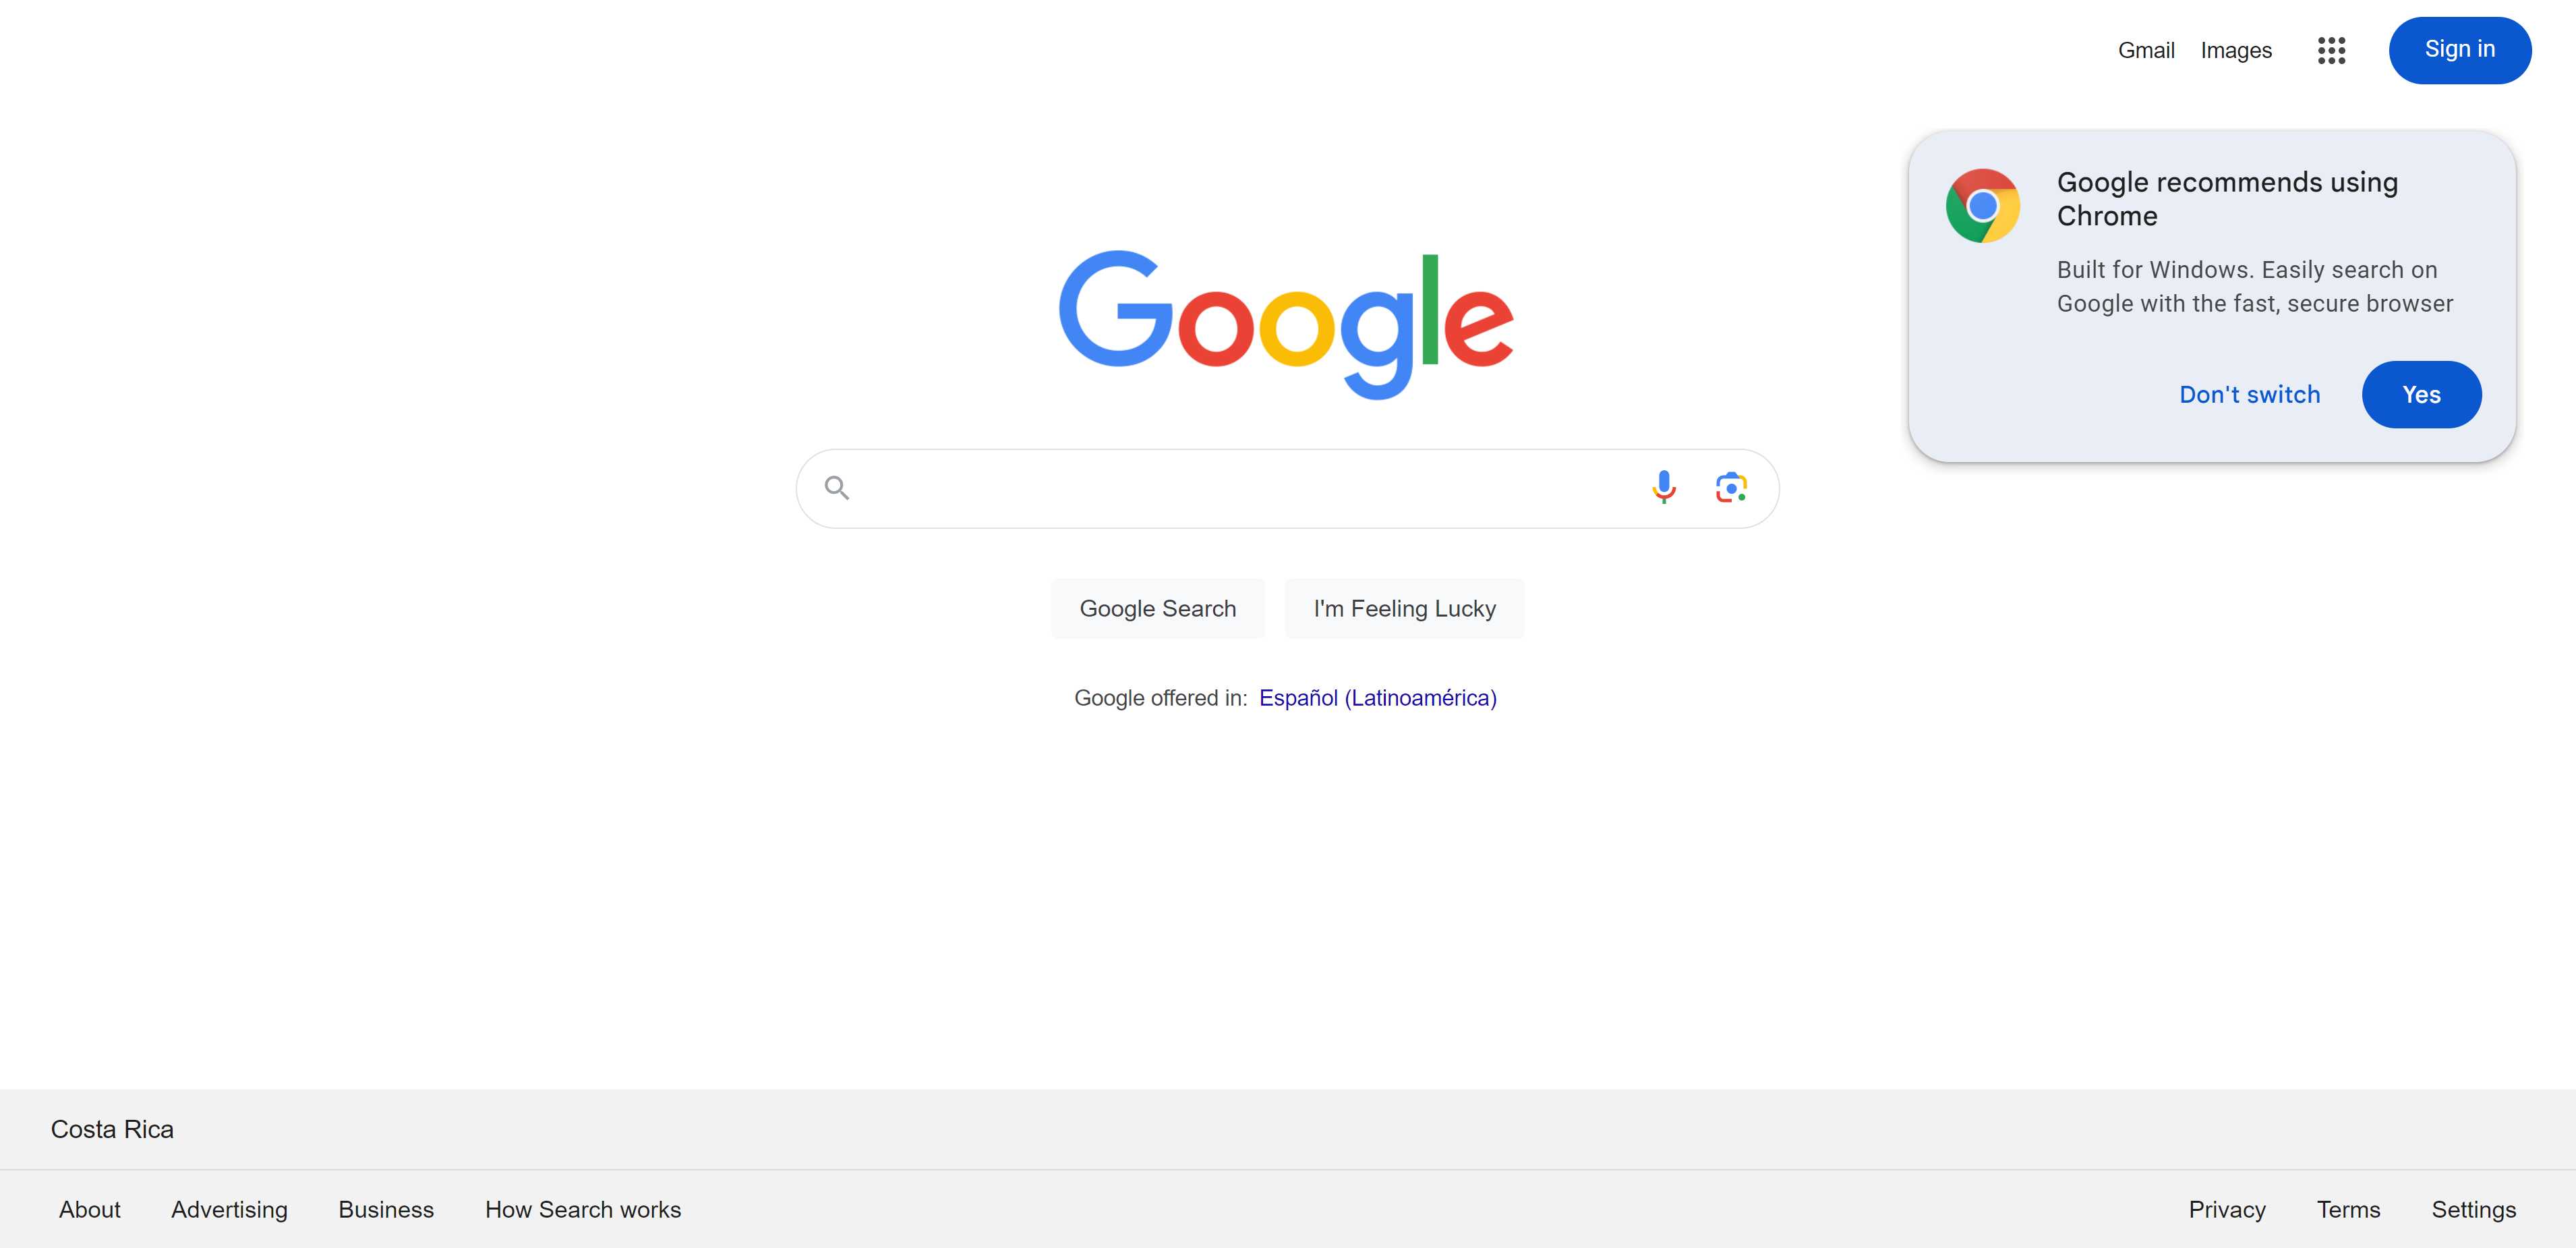 Gmail Images Sign in
Google recommends using
Chrome
Built for Windows. Easily search on
Google with the fast, secure browser
Don't switch Yes
Google
Google Search I'm Feeling Lucky
Google offered in: Español (Latinoamérica)
Costa Rica
About Advertising Business How Search works Privacy Terms Settings